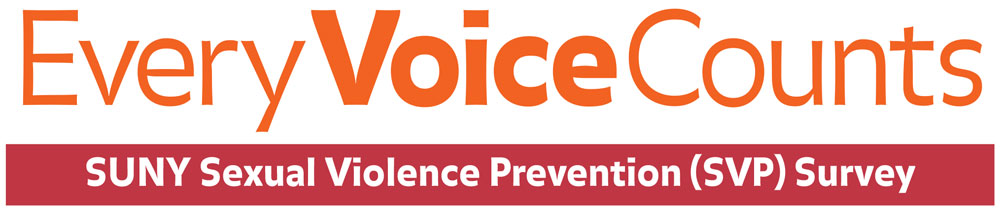 EveryVoiceCounts
SUNY Sexual Violence Prevention (SVP) Survey